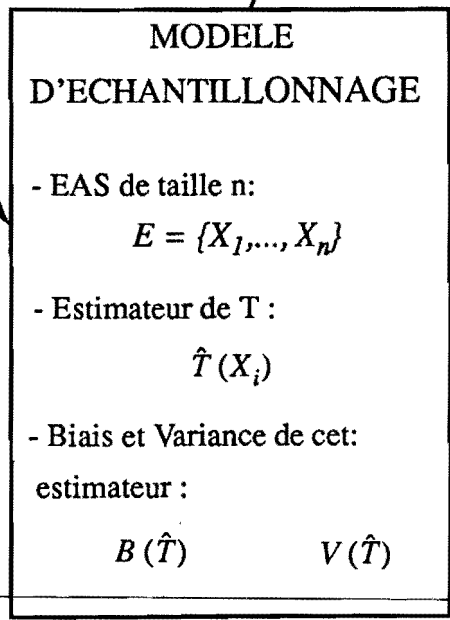 MODELE
D'ECHANTILLONNAGE
- EAS de taille n:
E = {X₁,..., Xₙ}
- Estimateur de T :
T̂ (Xᵢ)
- Biais et Variance de cet:
estimateur :
B (T̂) V (T̂)